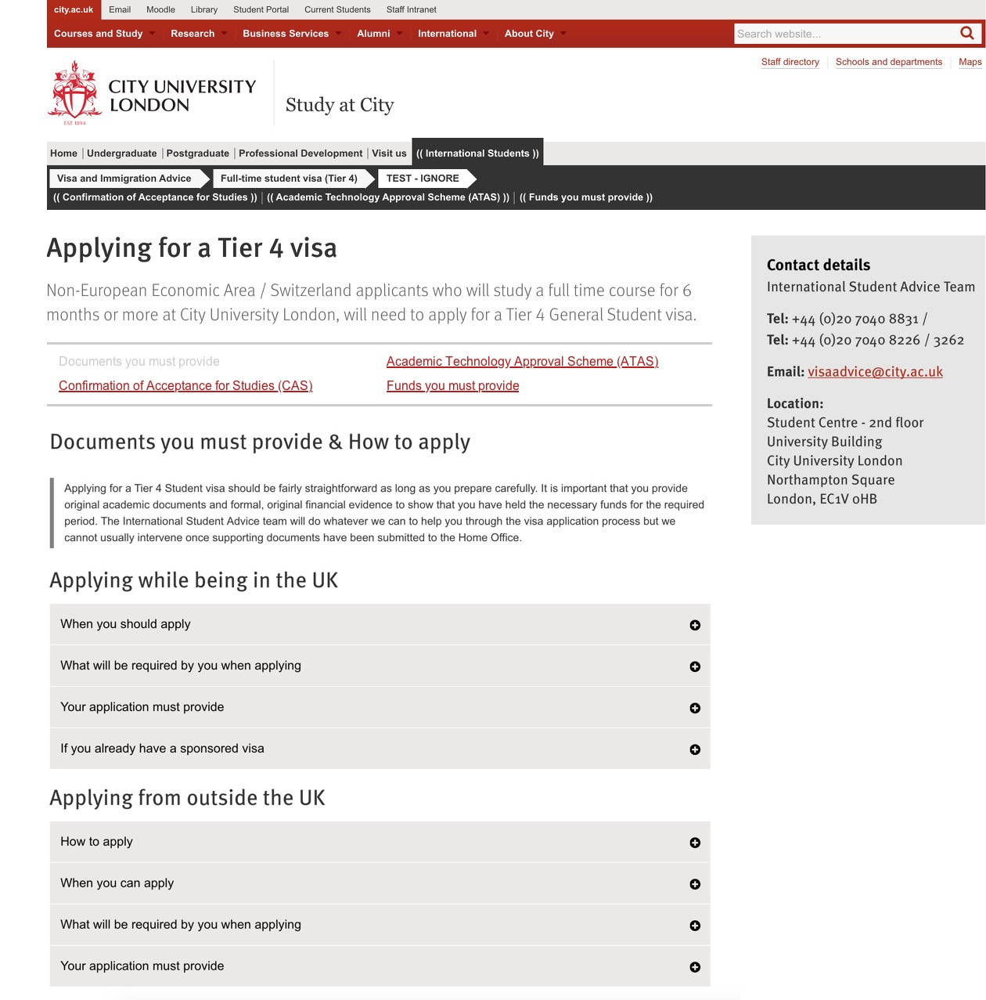 city.ac.uk Email Moodle Library Student Portal Current Students Staff Intranet
Courses and Study Research Business Services Alumni International About City Search website...
Staff directory Schools and departments Maps
CITY UNIVERSITY
LONDON
EST 1894
Study at City
Home Undergraduate Postgraduate Professional Development Visit us (( International Students ))
Visa and Immigration Advice Full-time student visa (Tier 4) TEST - IGNORE
(( Confirmation of Acceptance for Studies )) (( Academic Technology Approval Scheme (ATAS) )) (( Funds you must provide ))
Applying for a Tier 4 visa
Non-European Economic Area / Switzerland applicants who will study a full time course for 6
months or more at City University London, will need to apply for a Tier 4 General Student visa.
Documents you must provide Academic Technology Approval Scheme (ATAS)
Confirmation of Acceptance for Studies (CAS) Funds you must provide
Documents you must provide & How to apply
Applying for a Tier 4 Student visa should be fairly straightforward as long as you prepare carefully. It is important that you provide
original academic documents and formal, original financial evidence to show that you have held the necessary funds for the required
period. The International Student Advice team will do whatever we can to help you through the visa application process but we
cannot usually intervene once supporting documents have been submitted to the Home Office.
Applying while being in the UK
When you should apply
What will be required by you when applying
Your application must provide
If you already have a sponsored visa
Applying from outside the UK
How to apply
When you can apply
What will be required by you when applying
Your application must provide
Contact details
International Student Advice Team
Tel: +44 (0)20 7040 8831 /
Tel: +44 (0)20 7040 8226 / 3262
Email: visaadvice@city.ac.uk
Location:
Student Centre - 2nd floor
University Building
City University London
Northampton Square
London, EC1V 0HB